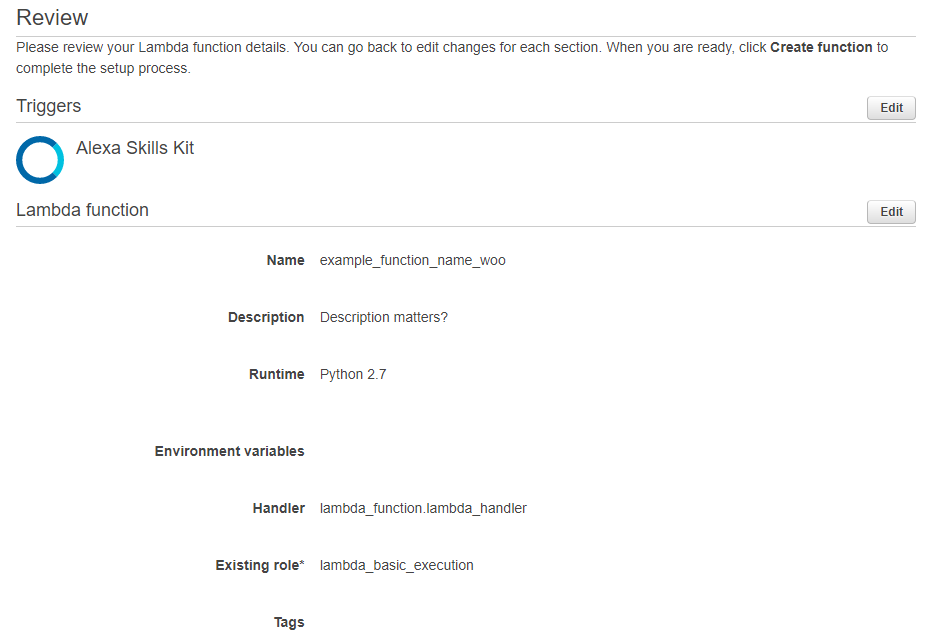 Review
Please review your Lambda function details. You can go back to edit changes for each section. When you are ready, click Create function to
complete the setup process.
Triggers
Edit
Alexa Skills Kit
Lambda function
Edit
Name example_function_name_woo
Description Description matters?
Runtime Python 2.7
Environment variables
Handler lambda_function.lambda_handler
Existing role* lambda_basic_execution
Tags